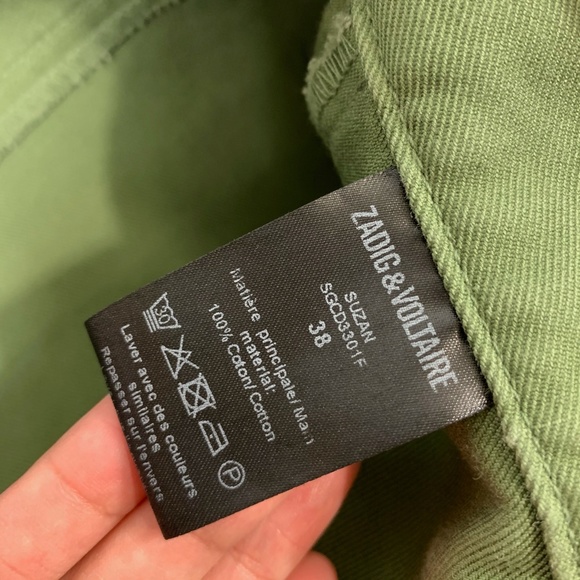 ZADIG&VOLTAIRE
SUZAN
SGCD3301F
38
Matière principale/ Main
material:
100% Coton/Cotton
30
P
Laver avec des couleurs
similaires
Repasser sur l'envers